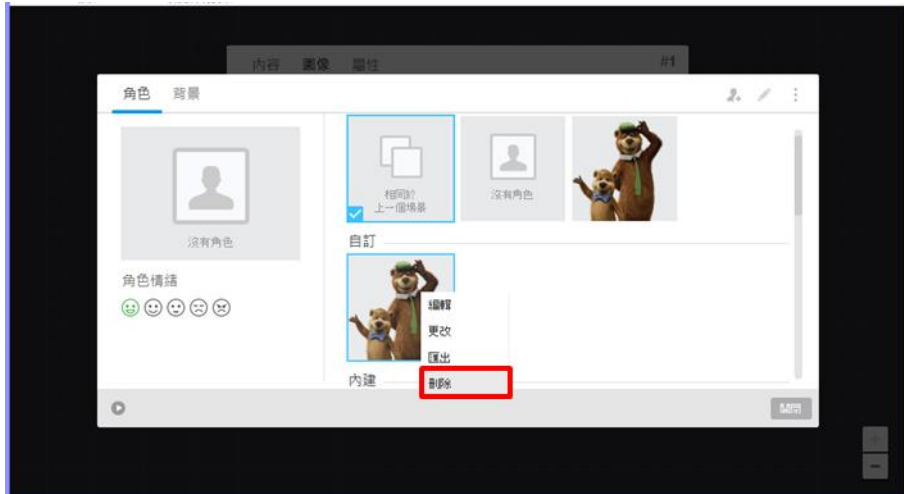 內容 圖像 屬性 #1
角色 背景
相同於
上一個場景
沒有角色
沒有角色
自訂
角色情緒
編輯
更改
匯出
刪除
內建
關閉